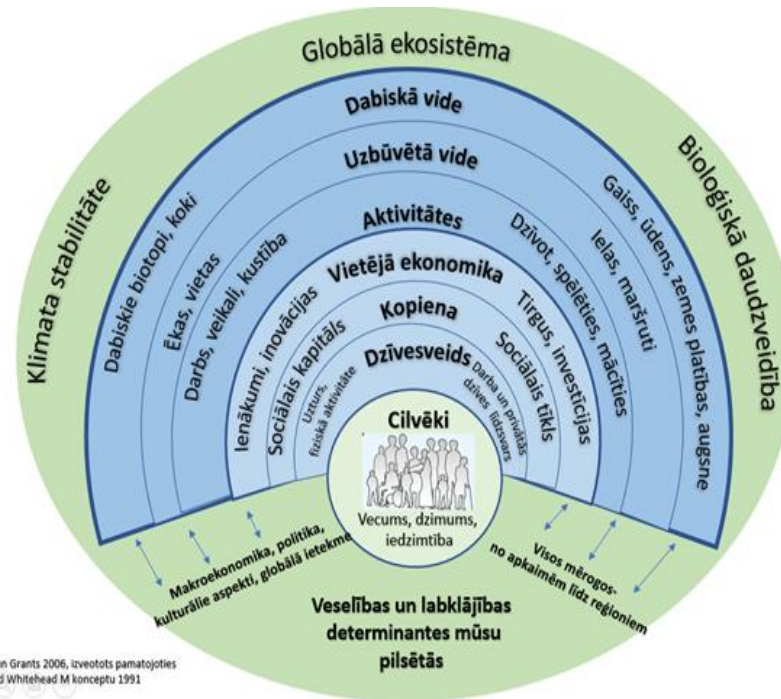 Globālā ekosistēma
Klimata stabilitāte
Bioloģiskā daudzveidība
Dabiskā vide
Dabiskie biotopi, koki
Gaiss, ūdens, zemes platības, augsne
Uzbūvētā vide
Ēkas, vietas
Ielas, maršruti
Aktivitātes
Darbs, veikali, kustība
Dzīvot, spēlēties, mācīties
Vietējā ekonomika
Ienākumi, inovācijas
Tirgus, investīcijas
Kopiena
Sociālais kapitāls
Sociālais tīkls
Dzīvesveids
Uzturs,
fiziskā aktivitāte
Darba un privātās
dzīves līdzsvars
Cilvēki
Vecums, dzimums,
iedzimtība
Makroekonomika, politika,
kulturālie aspekti, globālā ietekme
Visos mērogos-
no apkaimēm līdz reģioniem
Veselības un labklājības
determinantes mūsu
pilsētās
n Grants 2006, izveotots pamatojoties
d Whitehead M konceptu 1991